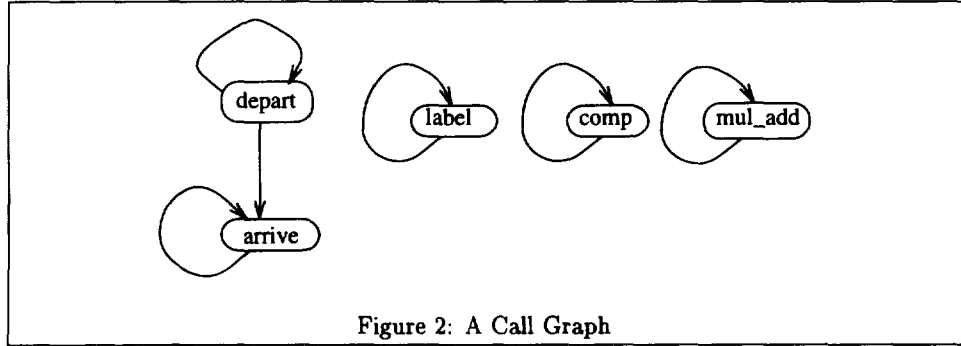 depart
label
comp
mul_add
arrive
Figure 2: A Call Graph